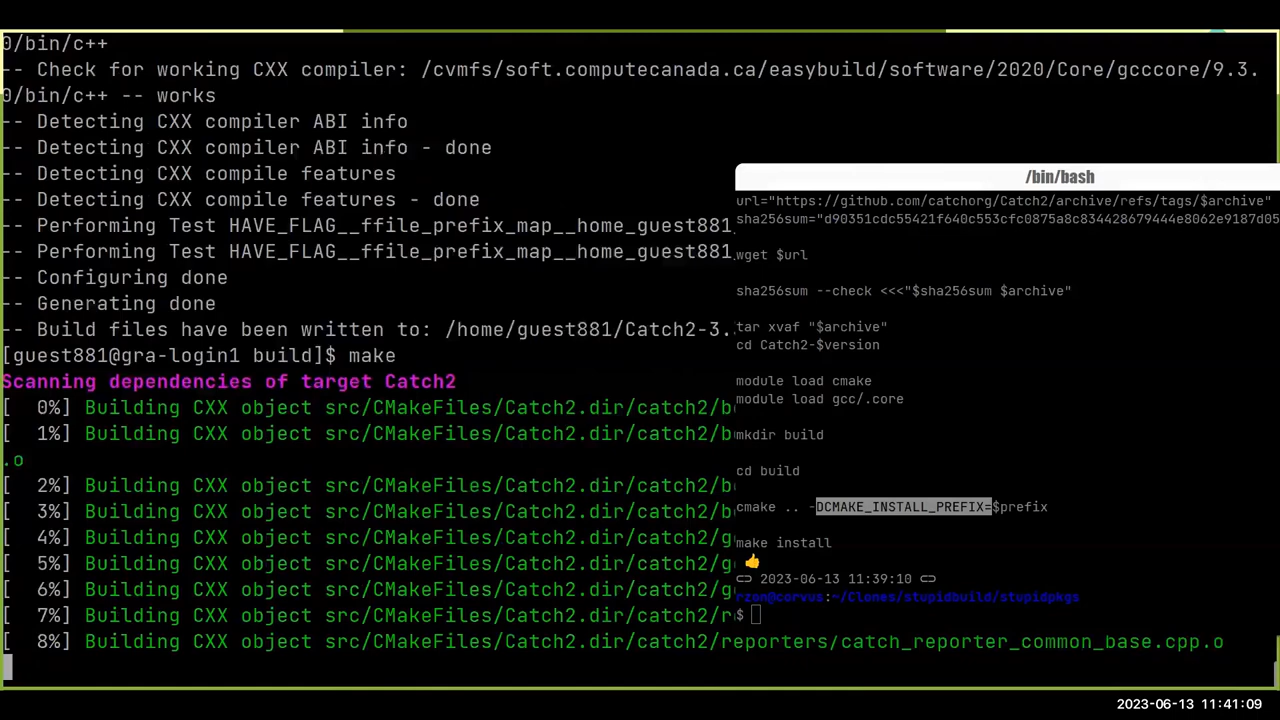 0/bin/c++
-- Check for working CXX compiler: /cvmfs/soft.computecanada.ca/easybuild/software/2020/Core/gcccore/9.3.
0/bin/c++ -- works
-- Detecting CXX compiler ABI info
-- Detecting CXX compiler ABI info - done
-- Detecting CXX compile features
-- Detecting CXX compile features - done
-- Performing Test HAVE_FLAG__ffile_prefix_map__home_guest881
-- Performing Test HAVE_FLAG__ffile_prefix_map__home_guest881
-- Configuring done
-- Generating done
-- Build files have been written to: /home/guest881/Catch2-3.
[guest881@gra-login1 build]$ make
Scanning dependencies of target Catch2
[  0%] Building CXX object src/CMakeFiles/Catch2.dir/catch2/b
[  1%] Building CXX object src/CMakeFiles/Catch2.dir/catch2/b
.o
[  2%] Building CXX object src/CMakeFiles/Catch2.dir/catch2/b
[  3%] Building CXX object src/CMakeFiles/Catch2.dir/catch2/b
[  4%] Building CXX object src/CMakeFiles/Catch2.dir/catch2/g
[  5%] Building CXX object src/CMakeFiles/Catch2.dir/catch2/g
[  6%] Building CXX object src/CMakeFiles/Catch2.dir/catch2/g
[  7%] Building CXX object src/CMakeFiles/Catch2.dir/catch2/r
[  8%] Building CXX object src/CMakeFiles/Catch2.dir/catch2/reporters/catch_reporter_common_base.cpp.o
/bin/bash
url="https://github.com/catchorg/Catch2/archive/refs/tags/$archive"
sha256sum="d90351cdc55421f640c553cfc0875a8c834428679444e8062e9187d05
wget $url
sha256sum --check <<<"$sha256sum $archive"
tar xvaf "$archive"
cd Catch2-$version
module load cmake
module load gcc/.core
mkdir build
cd build
cmake .. -DCMAKE_INSTALL_PREFIX=$prefix
make install
👍
⊂⊃ 2023-06-13 11:39:10 ⊂⊃
rzon@corvus:~/Clones/stupidbuild/stupidpkgs
$
2023-06-13 11:41:09